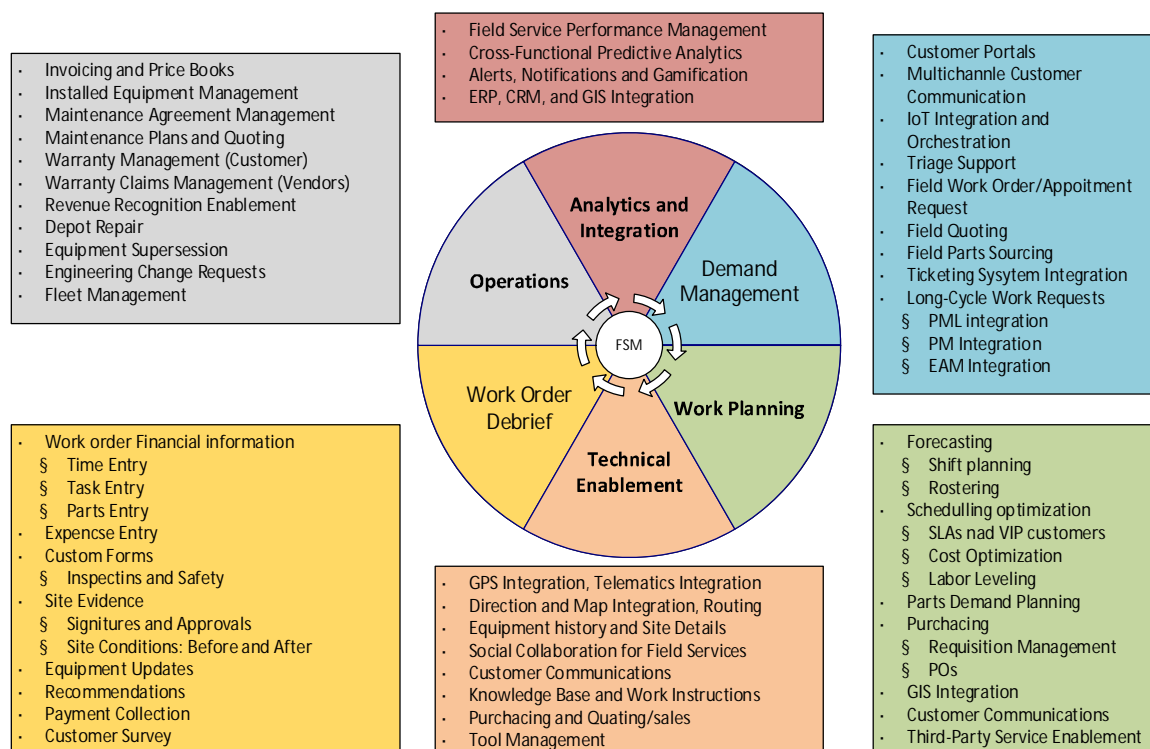 · Field Service Performance Management
· Cross-Functional Predictive Analytics
· Alerts, Notifications and Gamification
· ERP, CRM, and GIS Integration
· Invoicing and Price Books
· Installed Equipment Management
· Maintenance Agreement Management
· Maintenance Plans and Quoting
· Warranty Management (Customer)
· Warranty Claims Management (Vendors)
· Revenue Recognition Enablement
· Depot Repair
· Equipment Supersession
· Engineering Change Requests
· Fleet Management
· Customer Portals
· Multichannle Customer
Communication
· IoT Integration and
Orchestration
· Triage Support
· Field Work Order/Appoitment
Request
· Field Quoting
· Field Parts Sourcing
· Ticketing Sysytem Integration
· Long-Cycle Work Requests
§ PML integration
§ PM Integration
§ EAM Integration
Analytics and
Integration
Operations
Demand
Management
FSM
Work Order
Debrief
Work Planning
Technical
Enablement
· Work order Financial information
§ Time Entry
§ Task Entry
§ Parts Entry
· Expencse Entry
· Custom Forms
§ Inspectins and Safety
· Site Evidence
§ Signitures and Approvals
§ Site Conditions: Before and After
· Equipment Updates
· Recommendations
· Payment Collection
· Customer Survey
· GPS Integration, Telematics Integration
· Direction and Map Integration, Routing
· Equipment history and Site Details
· Social Collaboration for Field Services
· Customer Communications
· Knowledge Base and Work Instructions
· Purchasing and Quating/sales
· Tool Management
· Forecasting
§ Shift planning
§ Rostering
· Schedulling optimization
§ SLAs nad VIP customers
§ Cost Optimization
§ Labor Leveling
· Parts Demand Planning
· Purchasing
§ Requisition Management
§ POs
· GIS Integration
· Customer Communications
· Third-Party Service Enablement